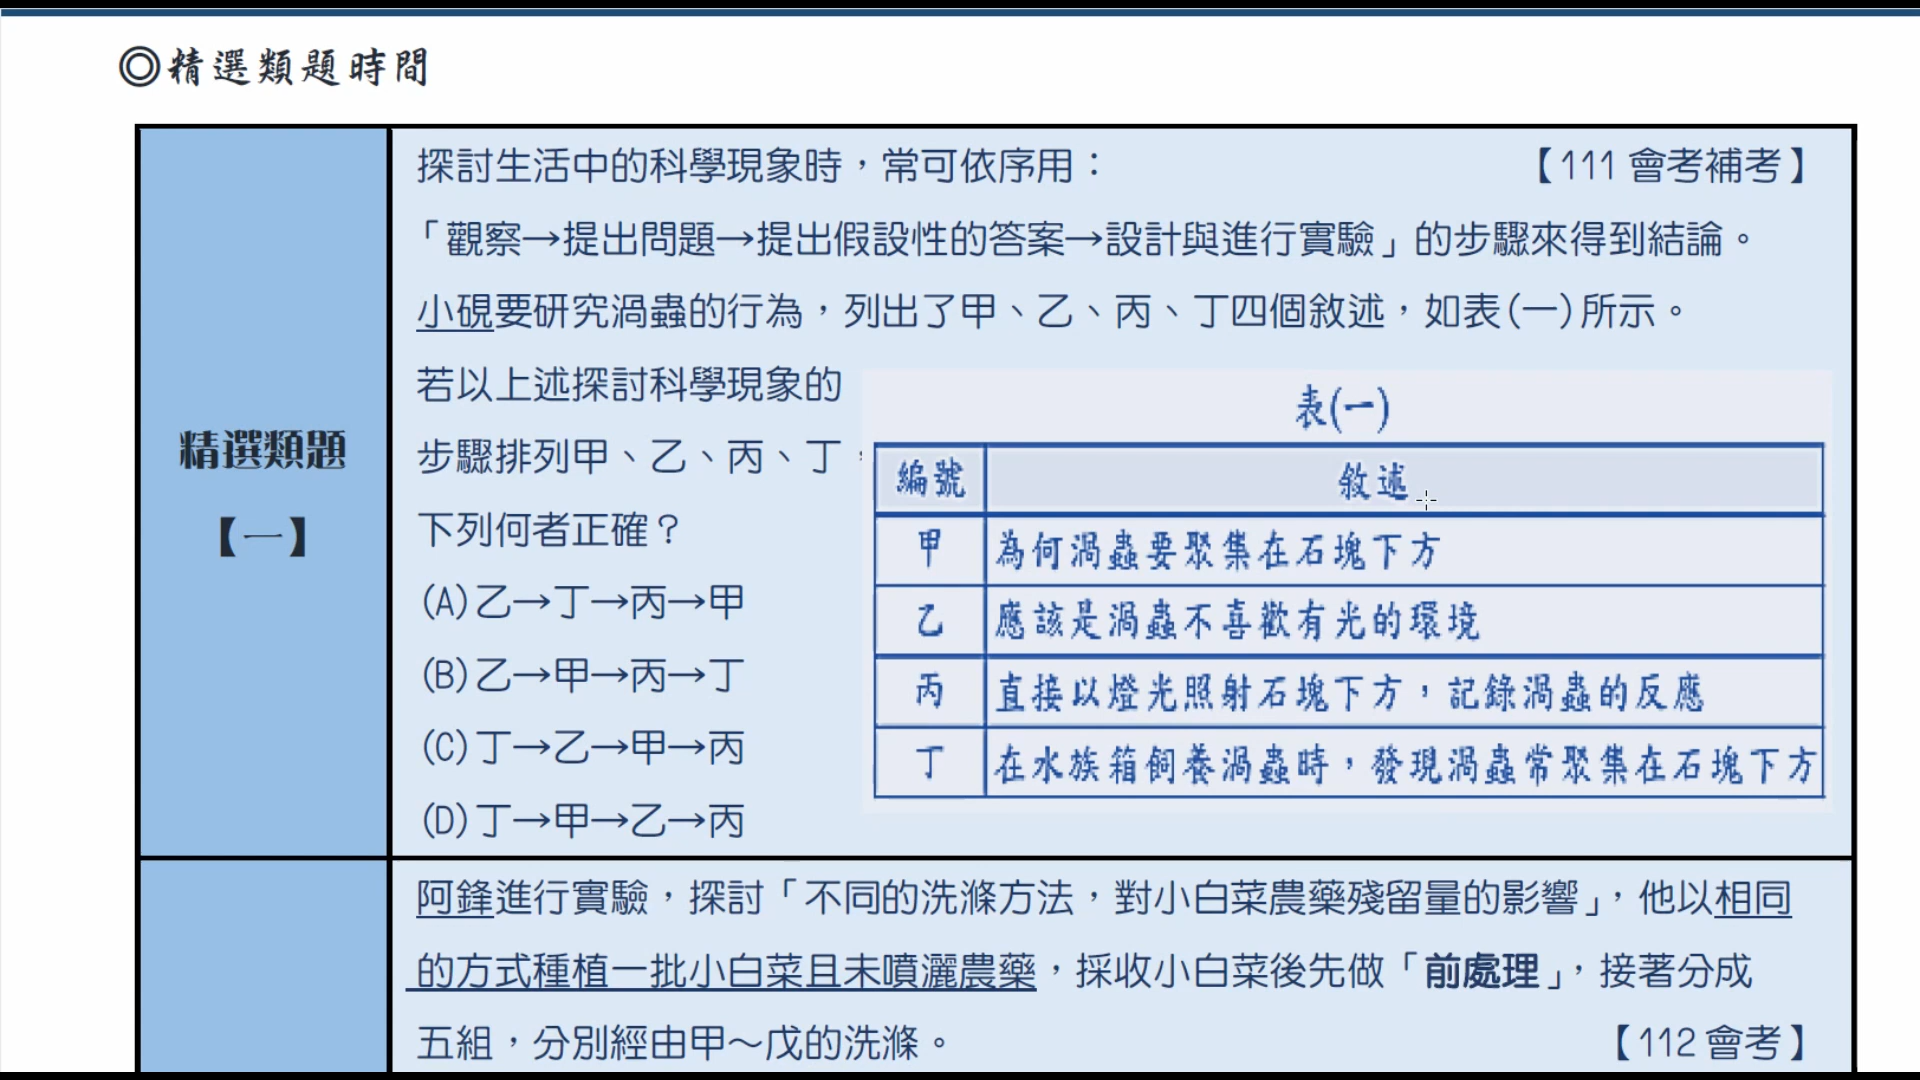 ◎精選類題時間
精選類題
【一】
探討生活中的科學現象時，常可依序用：【111 會考補考】
「觀察→提出問題→提出假設性的答案→設計與進行實驗」的步驟來得到結論。
小硯要研究渦蟲的行為，列出了甲、乙、丙、丁四個敘述，如表(一)所示。
若以上述探討科學現象的
步驟排列甲、乙、丙、丁，
下列何者正確？
(A)乙→丁→丙→甲
(B)乙→甲→丙→丁
(C)丁→乙→甲→丙
(D)丁→甲→乙→丙
表(一)
編號 敘述
甲 為何渦蟲要聚集在石塊下方
乙 應該是渦蟲不喜歡有光的環境
丙 直接以燈光照射石塊下方，記錄渦蟲的反應
丁 在水族箱飼養渦蟲時，發現渦蟲常聚集在石塊下方
阿鋒進行實驗，探討「不同的洗滌方法，對小白菜農藥殘留量的影響」，他以相同
的方式種植一批小白菜且未噴灑農藥，採收小白菜後先做「前處理」，接著分成
五組，分別經由甲～戊的洗滌。【112 會考】